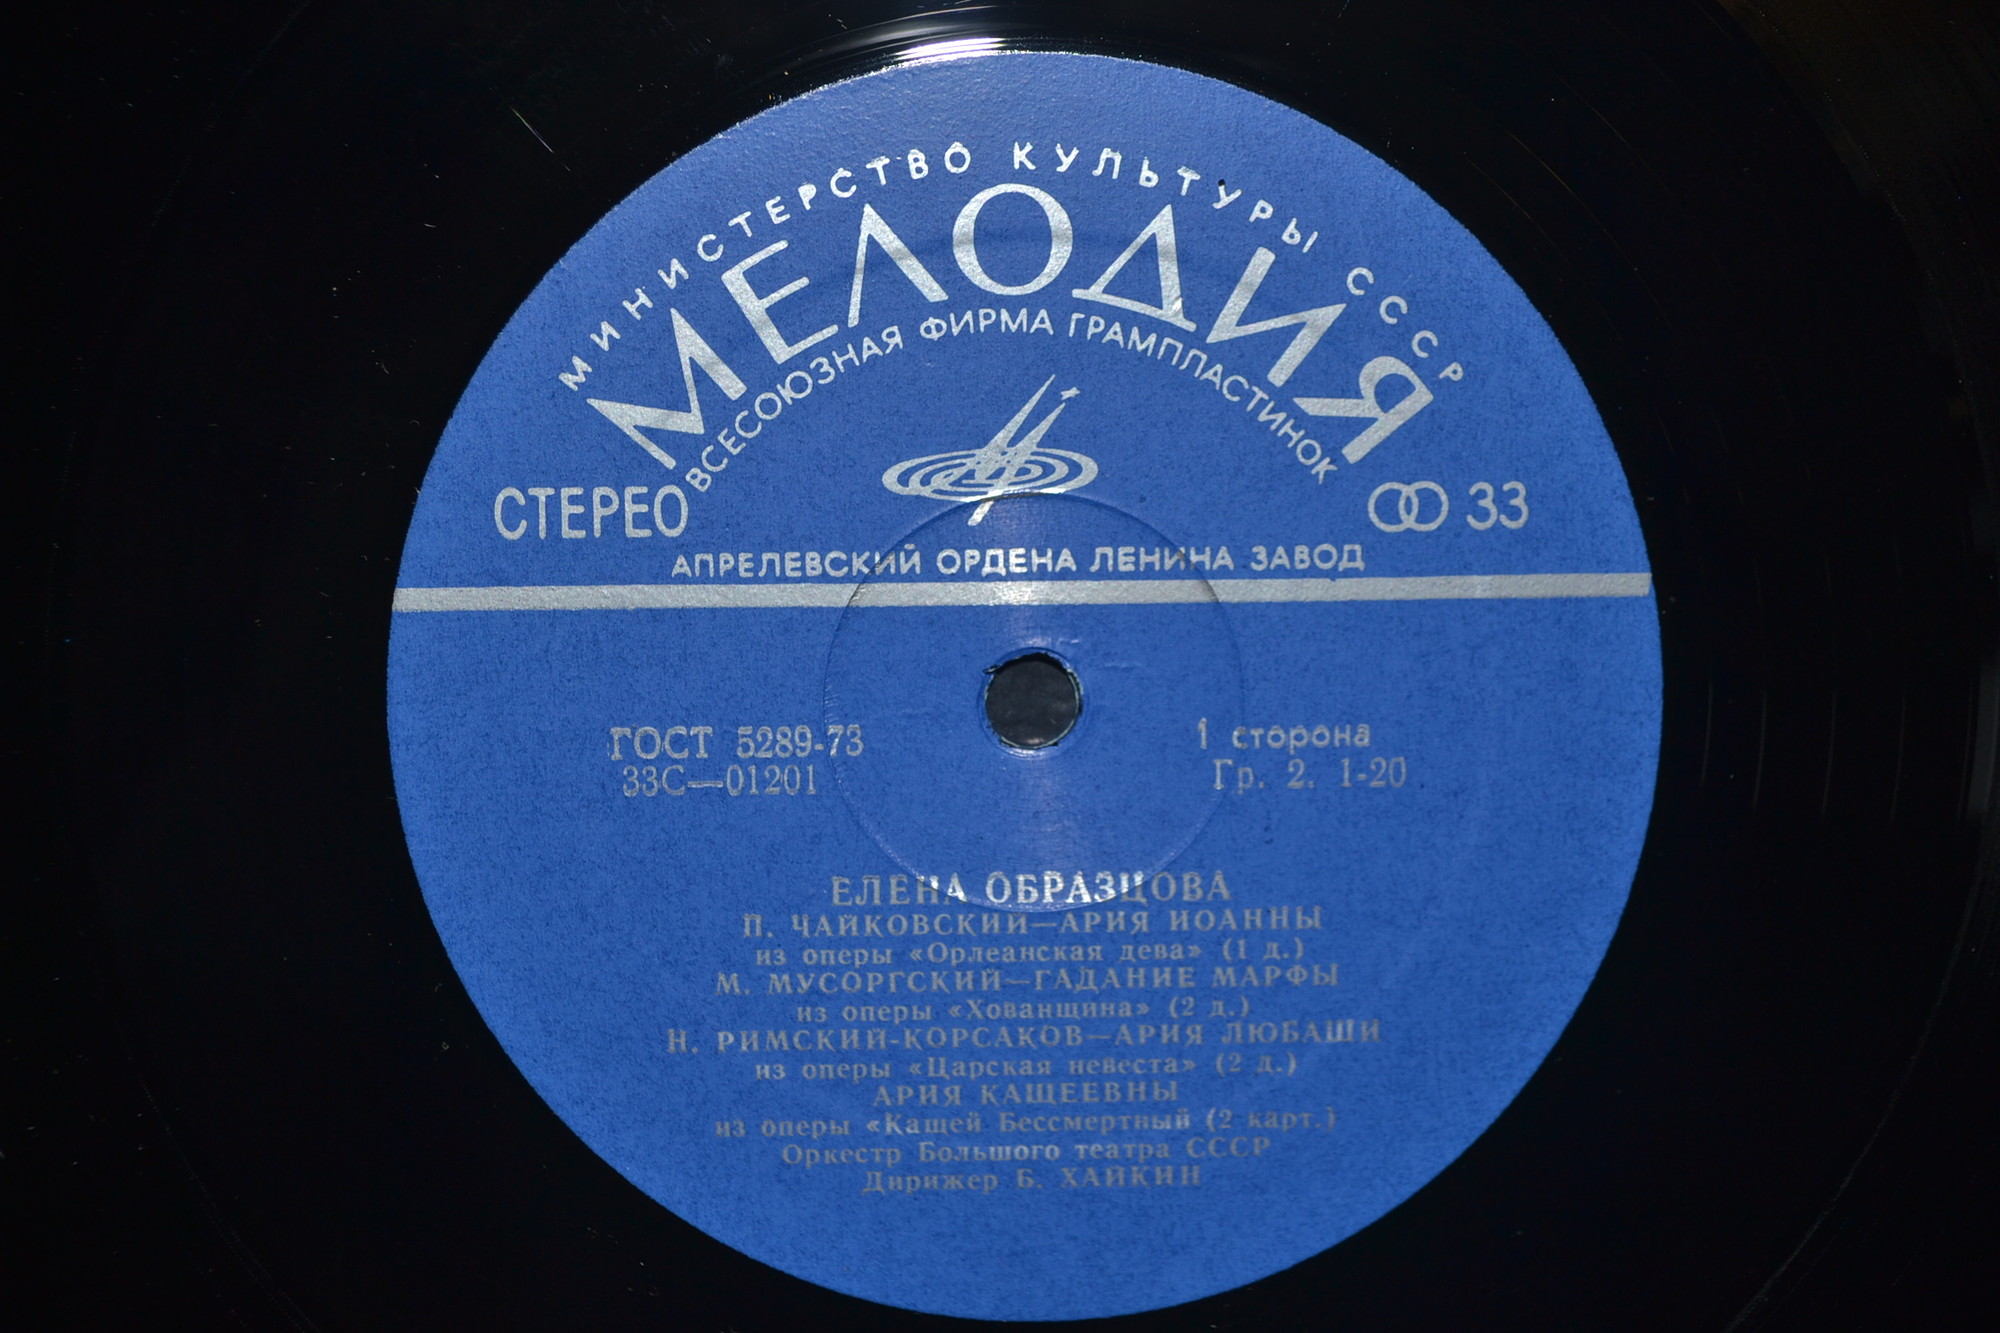 МИНИСТЕРСТВО КУЛЬТУРЫ СССР
МЕЛОДИЯ
ВСЕСОЮЗНАЯ ФИРМА ГРАМПЛАСТИНОК
СТЕРЕО
33
АПРЕЛЕВСКИЙ ОРДЕНА ЛЕНИНА ЗАВОД
ГОСТ 5289-73
33С—01201
1 сторона
Гр. 2. 1-20
ЕЛЕНА ОБРАЗЦОВА
П. ЧАЙКОВСКИЙ—АРИЯ ИОАННЫ
из оперы «Орлеанская дева» (1 д.)
М. МУСОРГСКИЙ—ГАДАНИЕ МАРФЫ
из оперы «Хованщина» (2 д.)
Н. РИМСКИЙ-КОРСАКОВ—АРИЯ ЛЮБАШИ
из оперы «Царская невеста» (2 д.)
АРИЯ КАЩЕЕВНЫ
из оперы «Кащей Бессмертный (2 карт.)
Оркестр Большого театра СССР
Дирижер Б. ХАЙКИН